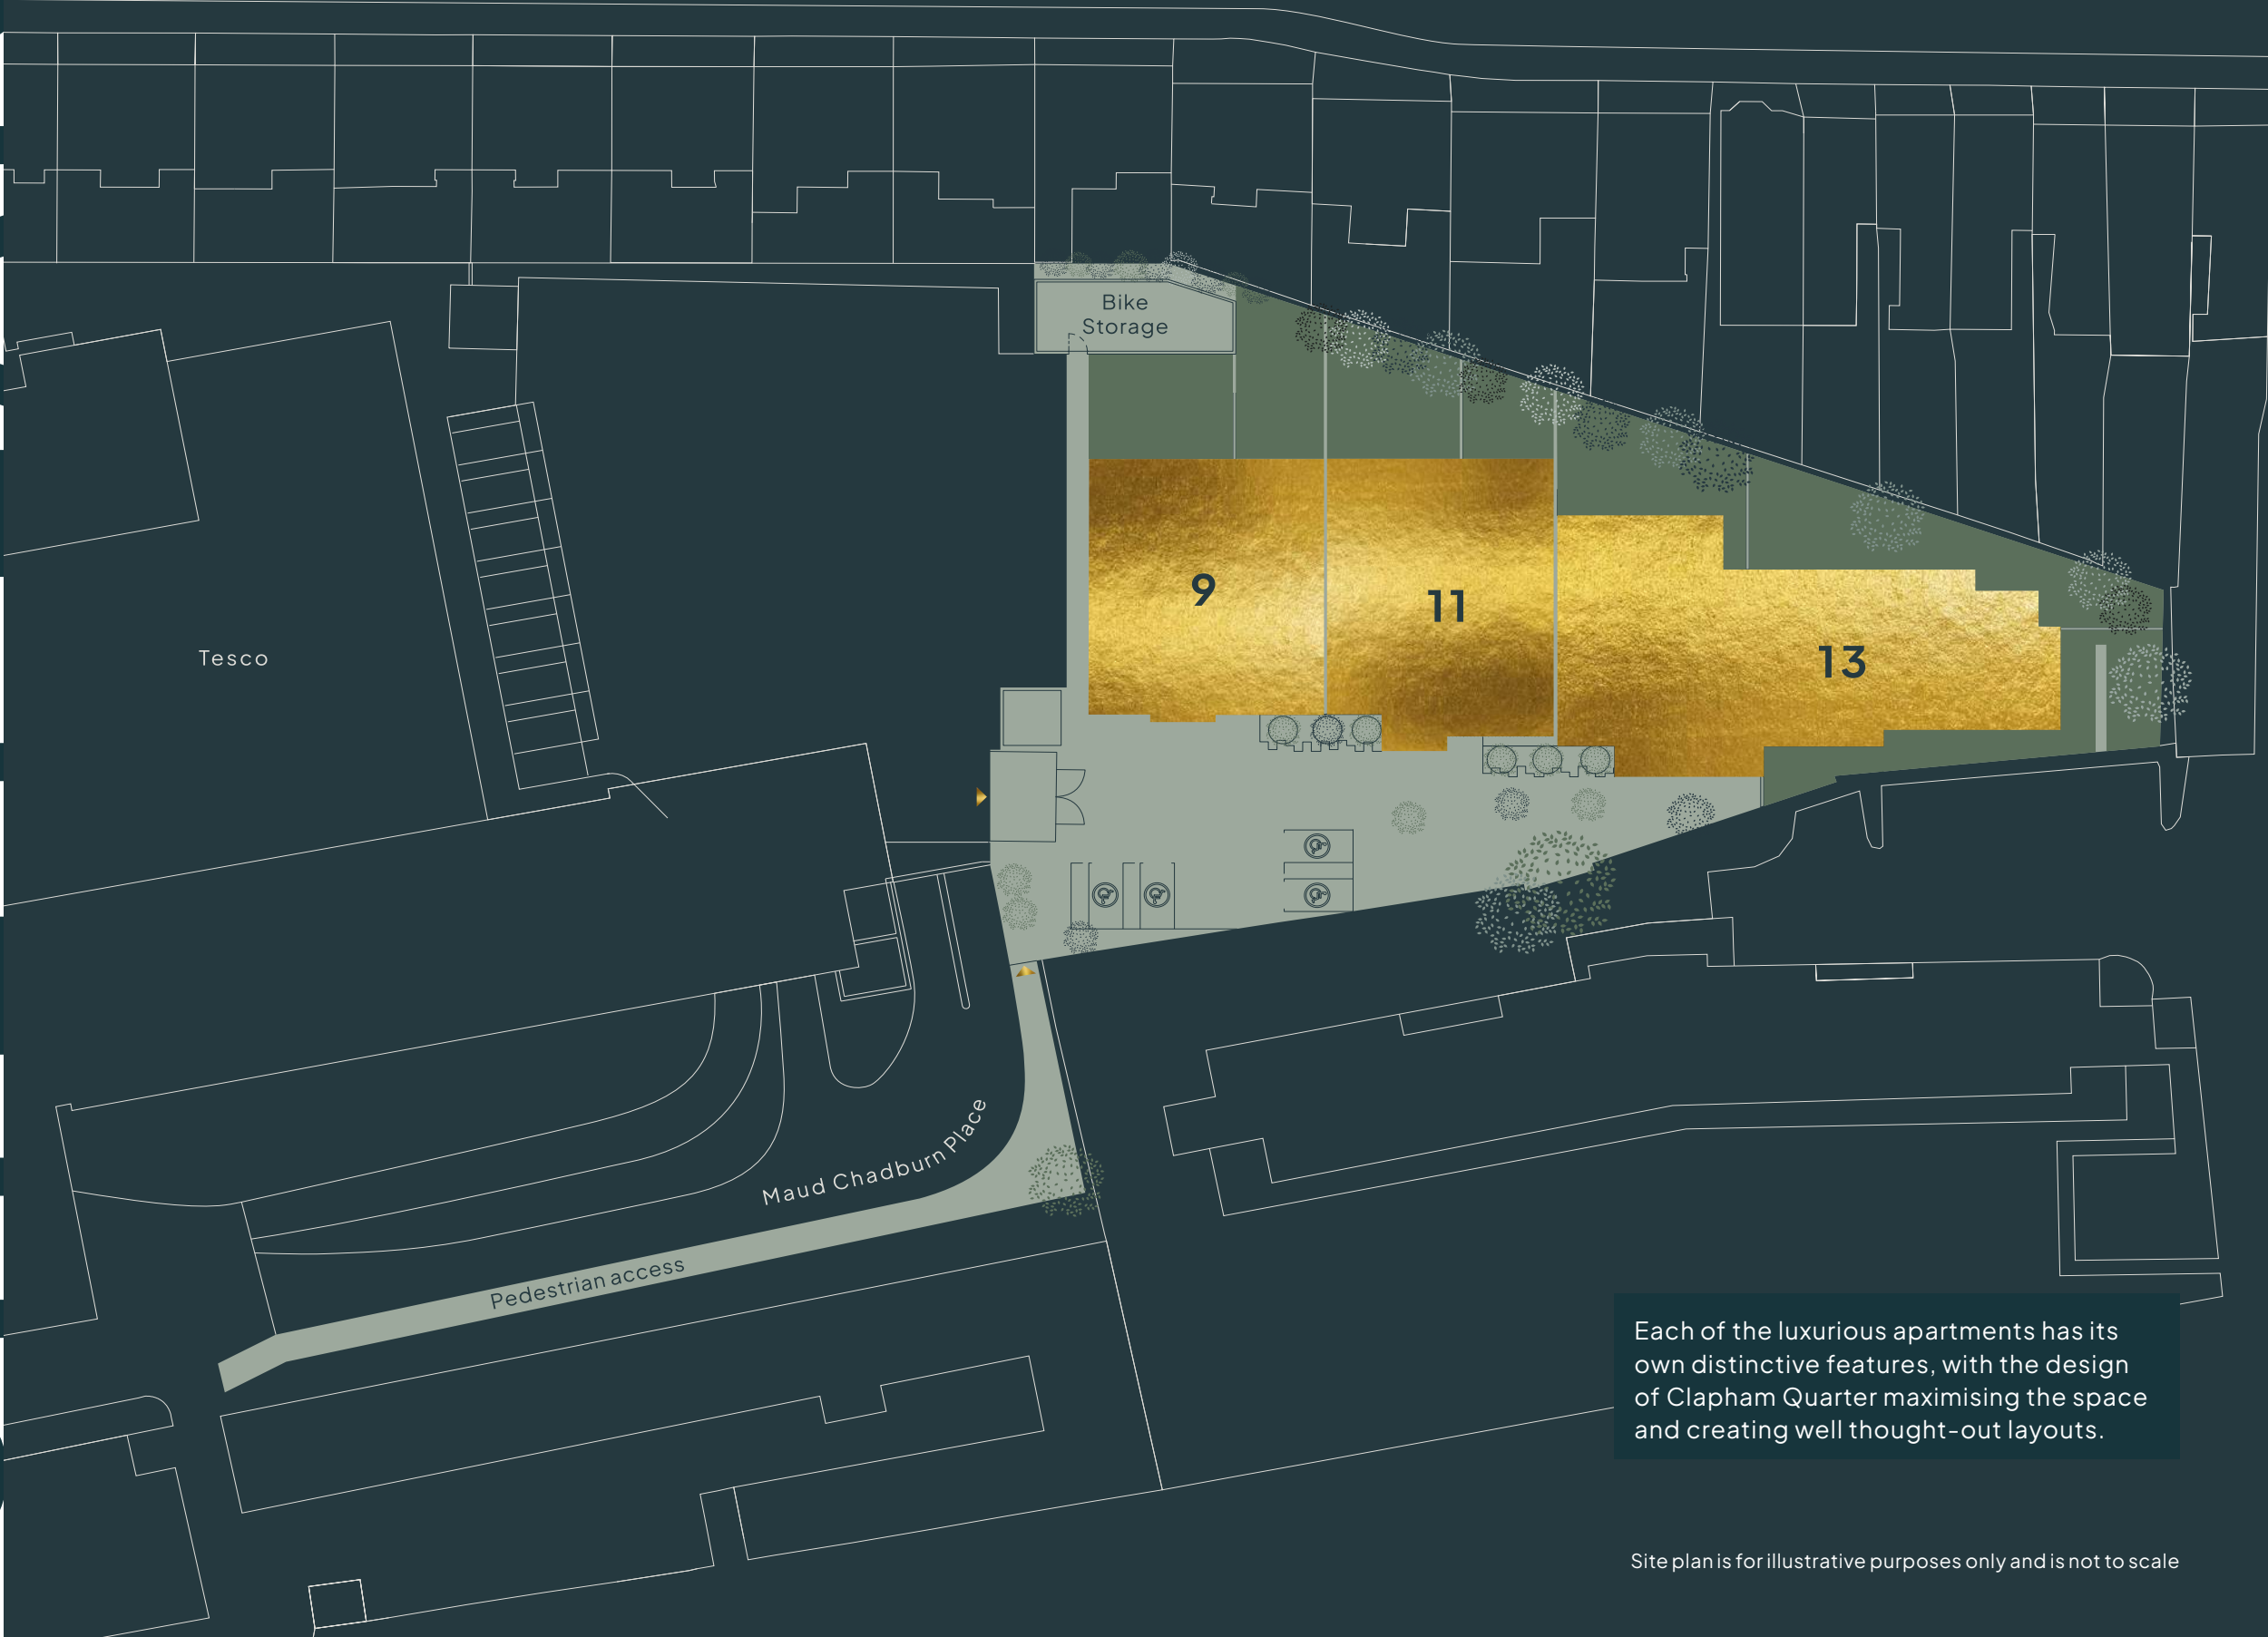 Bike
Storage
9
11
13
Tesco
Maud Chadburn Place
Pedestrian access
Each of the luxurious apartments has its
own distinctive features, with the design
of Clapham Quarter maximising the space
and creating well thought-out layouts.
Site plan is for illustrative purposes only and is not to scale